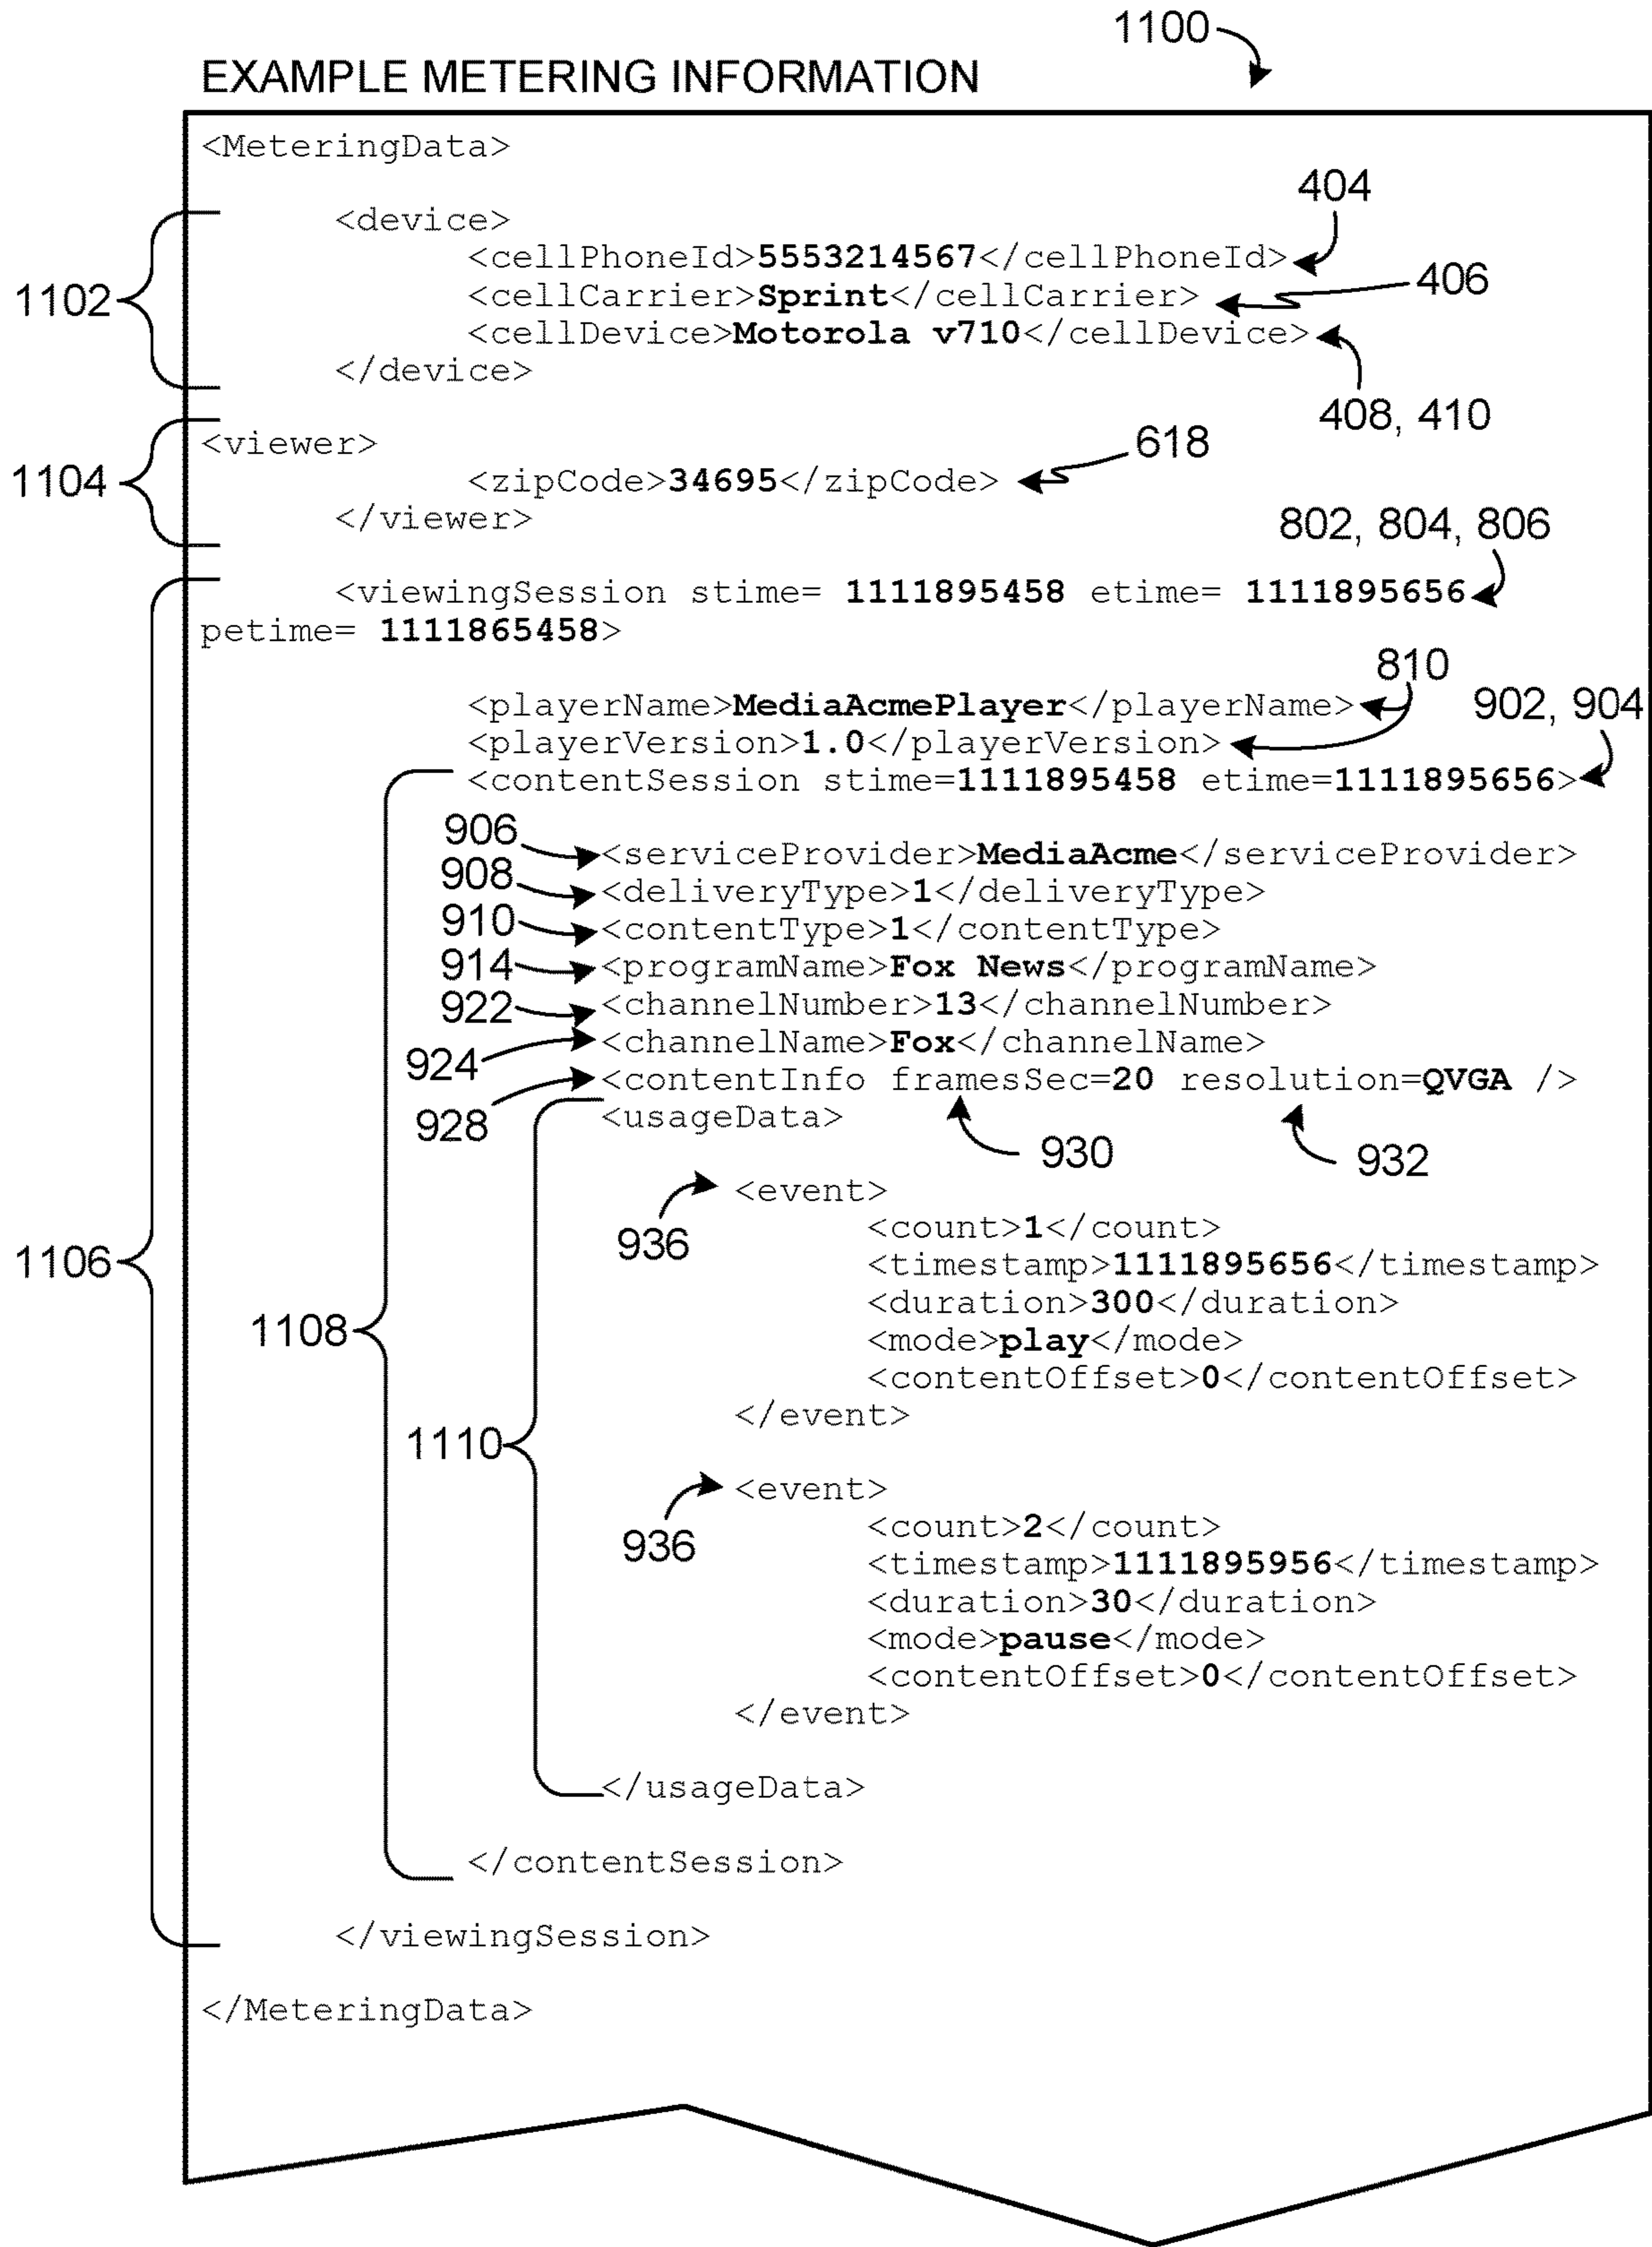 1100
EXAMPLE METERING INFORMATION
<MeteringData>
404
<device>
<cellPhoneId>5553214567</cellPhoneId>
1102
<cellCarrier>Sprint</cellCarrier>
406
<cellDevice>Motorola v710</cellDevice>
</device>
408, 410
<viewer>
618
1104
<zipCode>34695</zipCode>
</viewer>
802, 804, 806
<viewingSession stime= 1111895458 etime= 1111895656
petime= 1111865458>
810
<playerName>MediaAcmePlayer</playerName>
902, 904
<playerVersion>1.0</playerVersion>
<contentSession stime=1111895458 etime=1111895656>
906
<serviceProvider>MediaAcme</serviceProvider>
908
<deliveryType>1</deliveryType>
910
<contentType>1</contentType>
914
<programName>Fox News</programName>
922
<channelNumber>13</channelNumber>
924
<channelName>Fox</channelName>
928
<contentInfo framesSec=20 resolution=QVGA />
<usageData>
930
932
<event>
936
<count>1</count>
1106
<timestamp>1111895656</timestamp>
<duration>300</duration>
1108
<mode>play</mode>
<contentOffset>0</contentOffset>
</event>
1110
<event>
936
<count>2</count>
<timestamp>1111895956</timestamp>
<duration>30</duration>
<mode>pause</mode>
<contentOffset>0</contentOffset>
</event>
</usageData>
</contentSession>
</viewingSession>
</MeteringData>